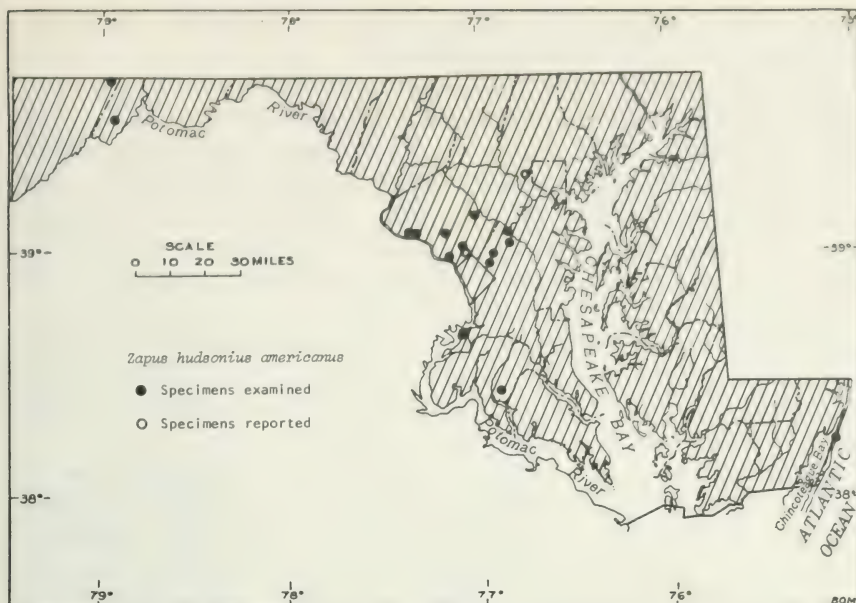 79° 78° 77° 76° 75°
Potomac
River
39° 39°
SCALE
0 10 20 30 MILES
CHESAPEAKE BAY
Zapus hudsonius americanus
Specimens examined
Specimens reported
Potomac
River
Chincoteague Bay
ATLANTIC
OCEAN
38° 38°
79° 78° 77° 76°